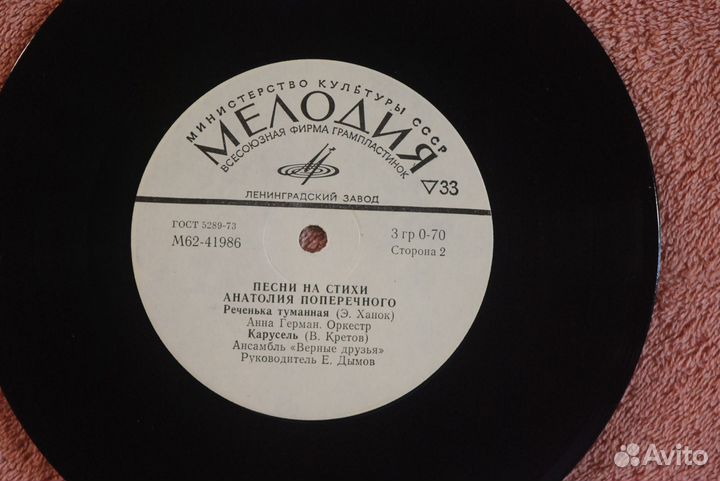 МИНИСТЕРСТВО КУЛЬТУРЫ СССР
МЕЛОДИЯ
ВСЕСОЮЗНАЯ ФИРМА ГРАМПЛАСТИНОК
▽33
ЛЕНИНГРАДСКИЙ ЗАВОД
ГОСТ 5289-73
М62-41986
3 гр 0-70
Сторона 2
ПЕСНИ НА СТИХИ
АНАТОЛИЯ ПОПЕРЕЧНОГО
Реченька туманная (Э. Ханок)
Анна Герман. Оркестр
Карусель (В. Кретов)
Ансамбль «Верные друзья»
Руководитель Е. Дымов
Avito